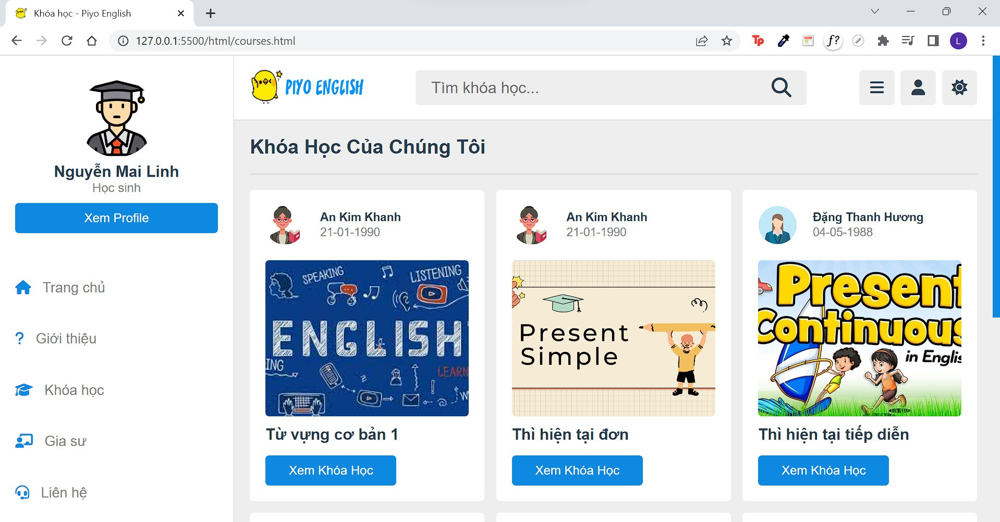 Khóa học - Piyo English
127.0.0.1:5500/html/courses.html
Tp
f?
L
Nguyễn Mai Linh
Học sinh
Xem Profile
Trang chủ
Giới thiệu
Khóa học
Gia sư
Liên hệ
PIYO ENGLISH
Tìm khóa học...
Khóa Học Của Chúng Tôi
An Kim Khanh
21-01-1990
SPEAKING
LISTENING
ENGLISH
ING
LEARN
W
Từ vựng cơ bản 1
Xem Khóa Học
An Kim Khanh
21-01-1990
Present
Simple
Thì hiện tại đơn
Xem Khóa Học
Đặng Thanh Hương
04-05-1988
Present
Continuous
in Englis
Thì hiện tại tiếp diễn
Xem Khóa Học